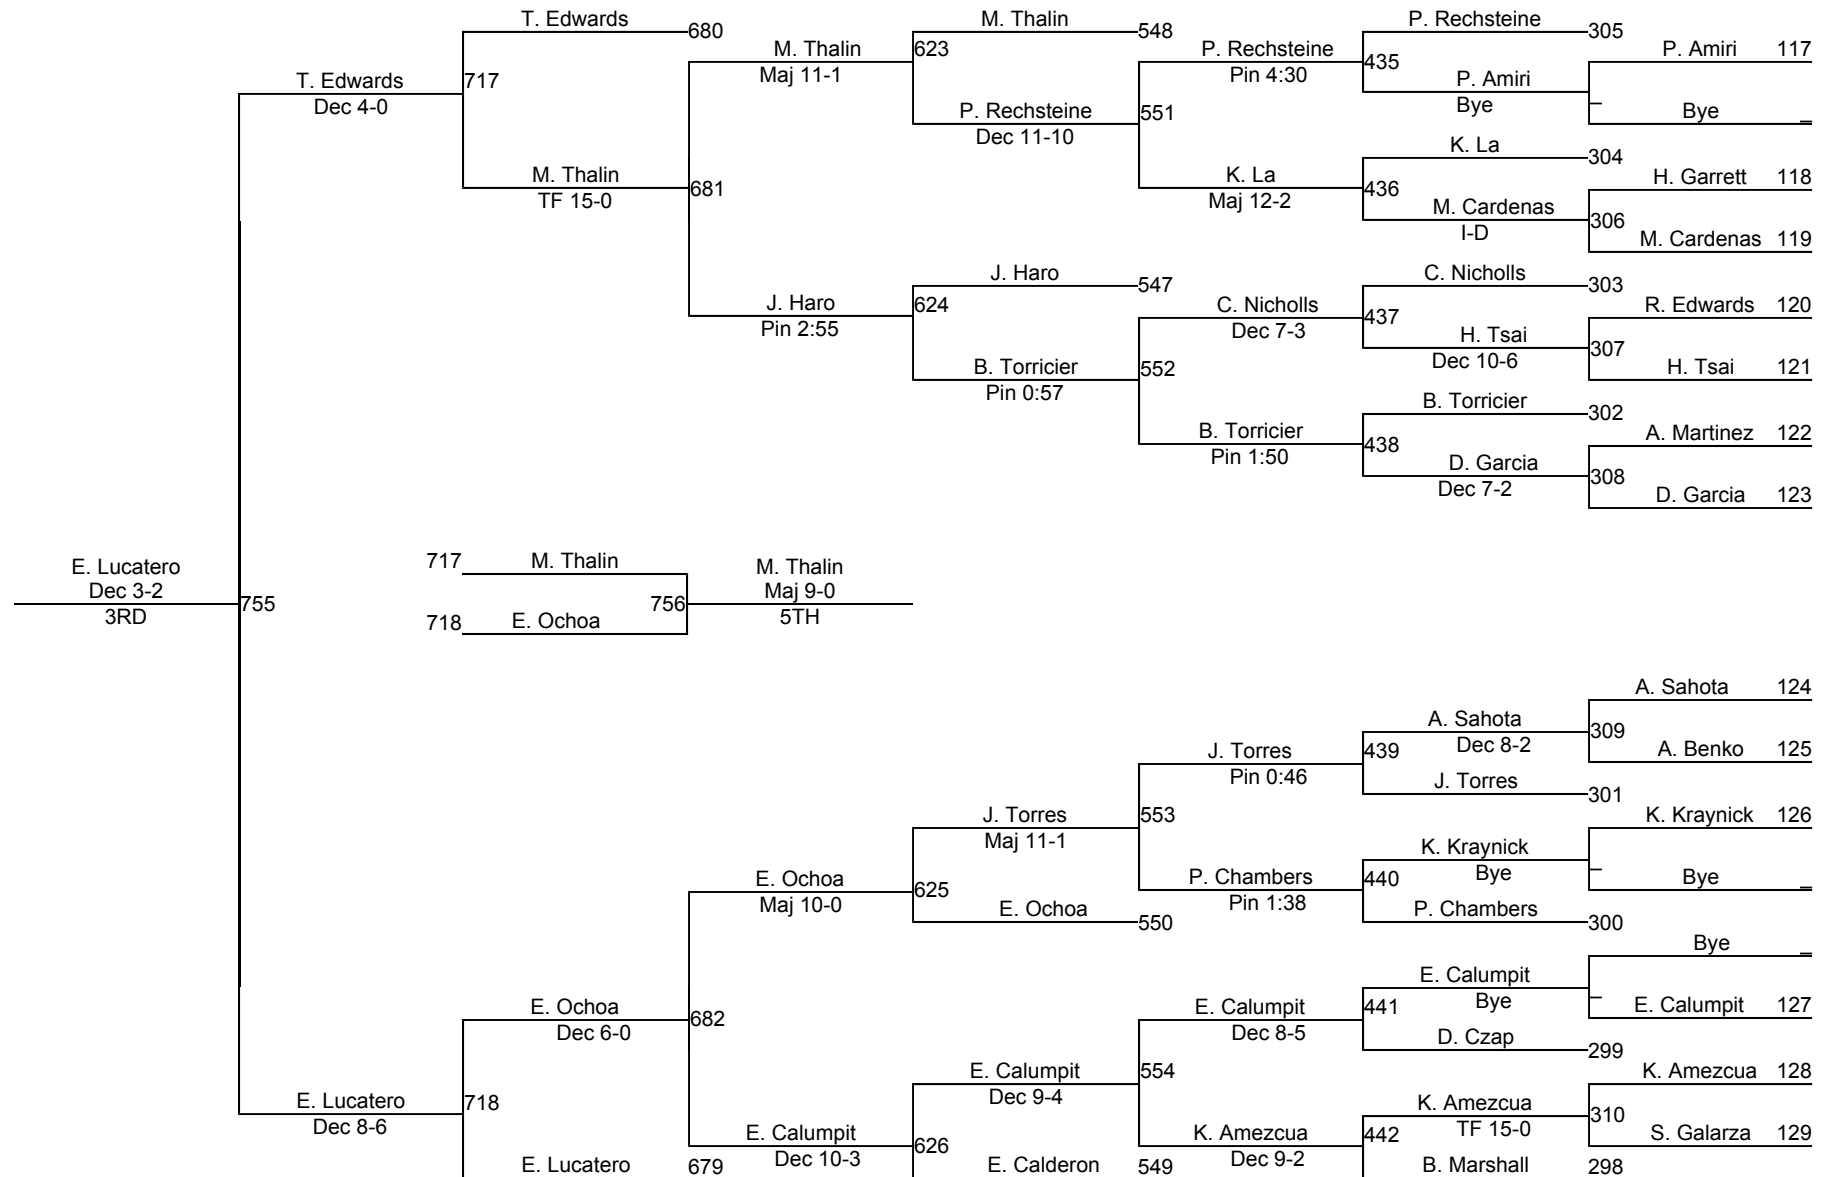 T. Edwards
680
M. Thalin
548
P. Rechsteine
305
M. Thalin
Maj 11-1
623
P. Rechsteine
Pin 4:30
435
P. Amiri 117
T. Edwards
Dec 4-0
717
P. Amiri
Bye
_
Bye _
P. Rechsteine
Dec 11-10
551
K. La
304
M. Thalin
TF 15-0
681
K. La
Maj 12-2
436
H. Garrett 118
M. Cardenas
I-D
306
M. Cardenas 119
J. Haro
547
C. Nicholls
303
J. Haro
Pin 2:55
624
C. Nicholls
Dec 7-3
437
R. Edwards 120
H. Tsai
Dec 10-6
307
H. Tsai 121
B. Torricier
Pin 0:57
552
B. Torricier
302
B. Torricier
Pin 1:50
438
A. Martinez 122
D. Garcia
Dec 7-2
308
D. Garcia 123
E. Lucatero
Dec 3-2
3RD
755
717 M. Thalin
718 E. Ochoa
756
M. Thalin
Maj 9-0
5TH
A. Sahota 124
A. Sahota
Dec 8-2
309
A. Benko 125
J. Torres
Pin 0:46
439
J. Torres
301
J. Torres
Maj 11-1
553
K. Kraynick 126
K. Kraynick
Bye
_
Bye _
E. Ochoa
Maj 10-0
625
P. Chambers
Pin 1:38
440
P. Chambers
300
E. Ochoa
550
Bye _
E. Calumpit
Bye
_
E. Calumpit 127
E. Ochoa
Dec 6-0
682
E. Calumpit
Dec 8-5
441
D. Czap
299
E. Calumpit
Dec 9-4
554
K. Amezcua 128
E. Lucatero
Dec 8-6
718
K. Amezcua
TF 15-0
310
S. Galarza 129
E. Calumpit
Dec 10-3
626
K. Amezcua
Dec 9-2
442
E. Lucatero
679
E. Calderon
549
B. Marshall
298